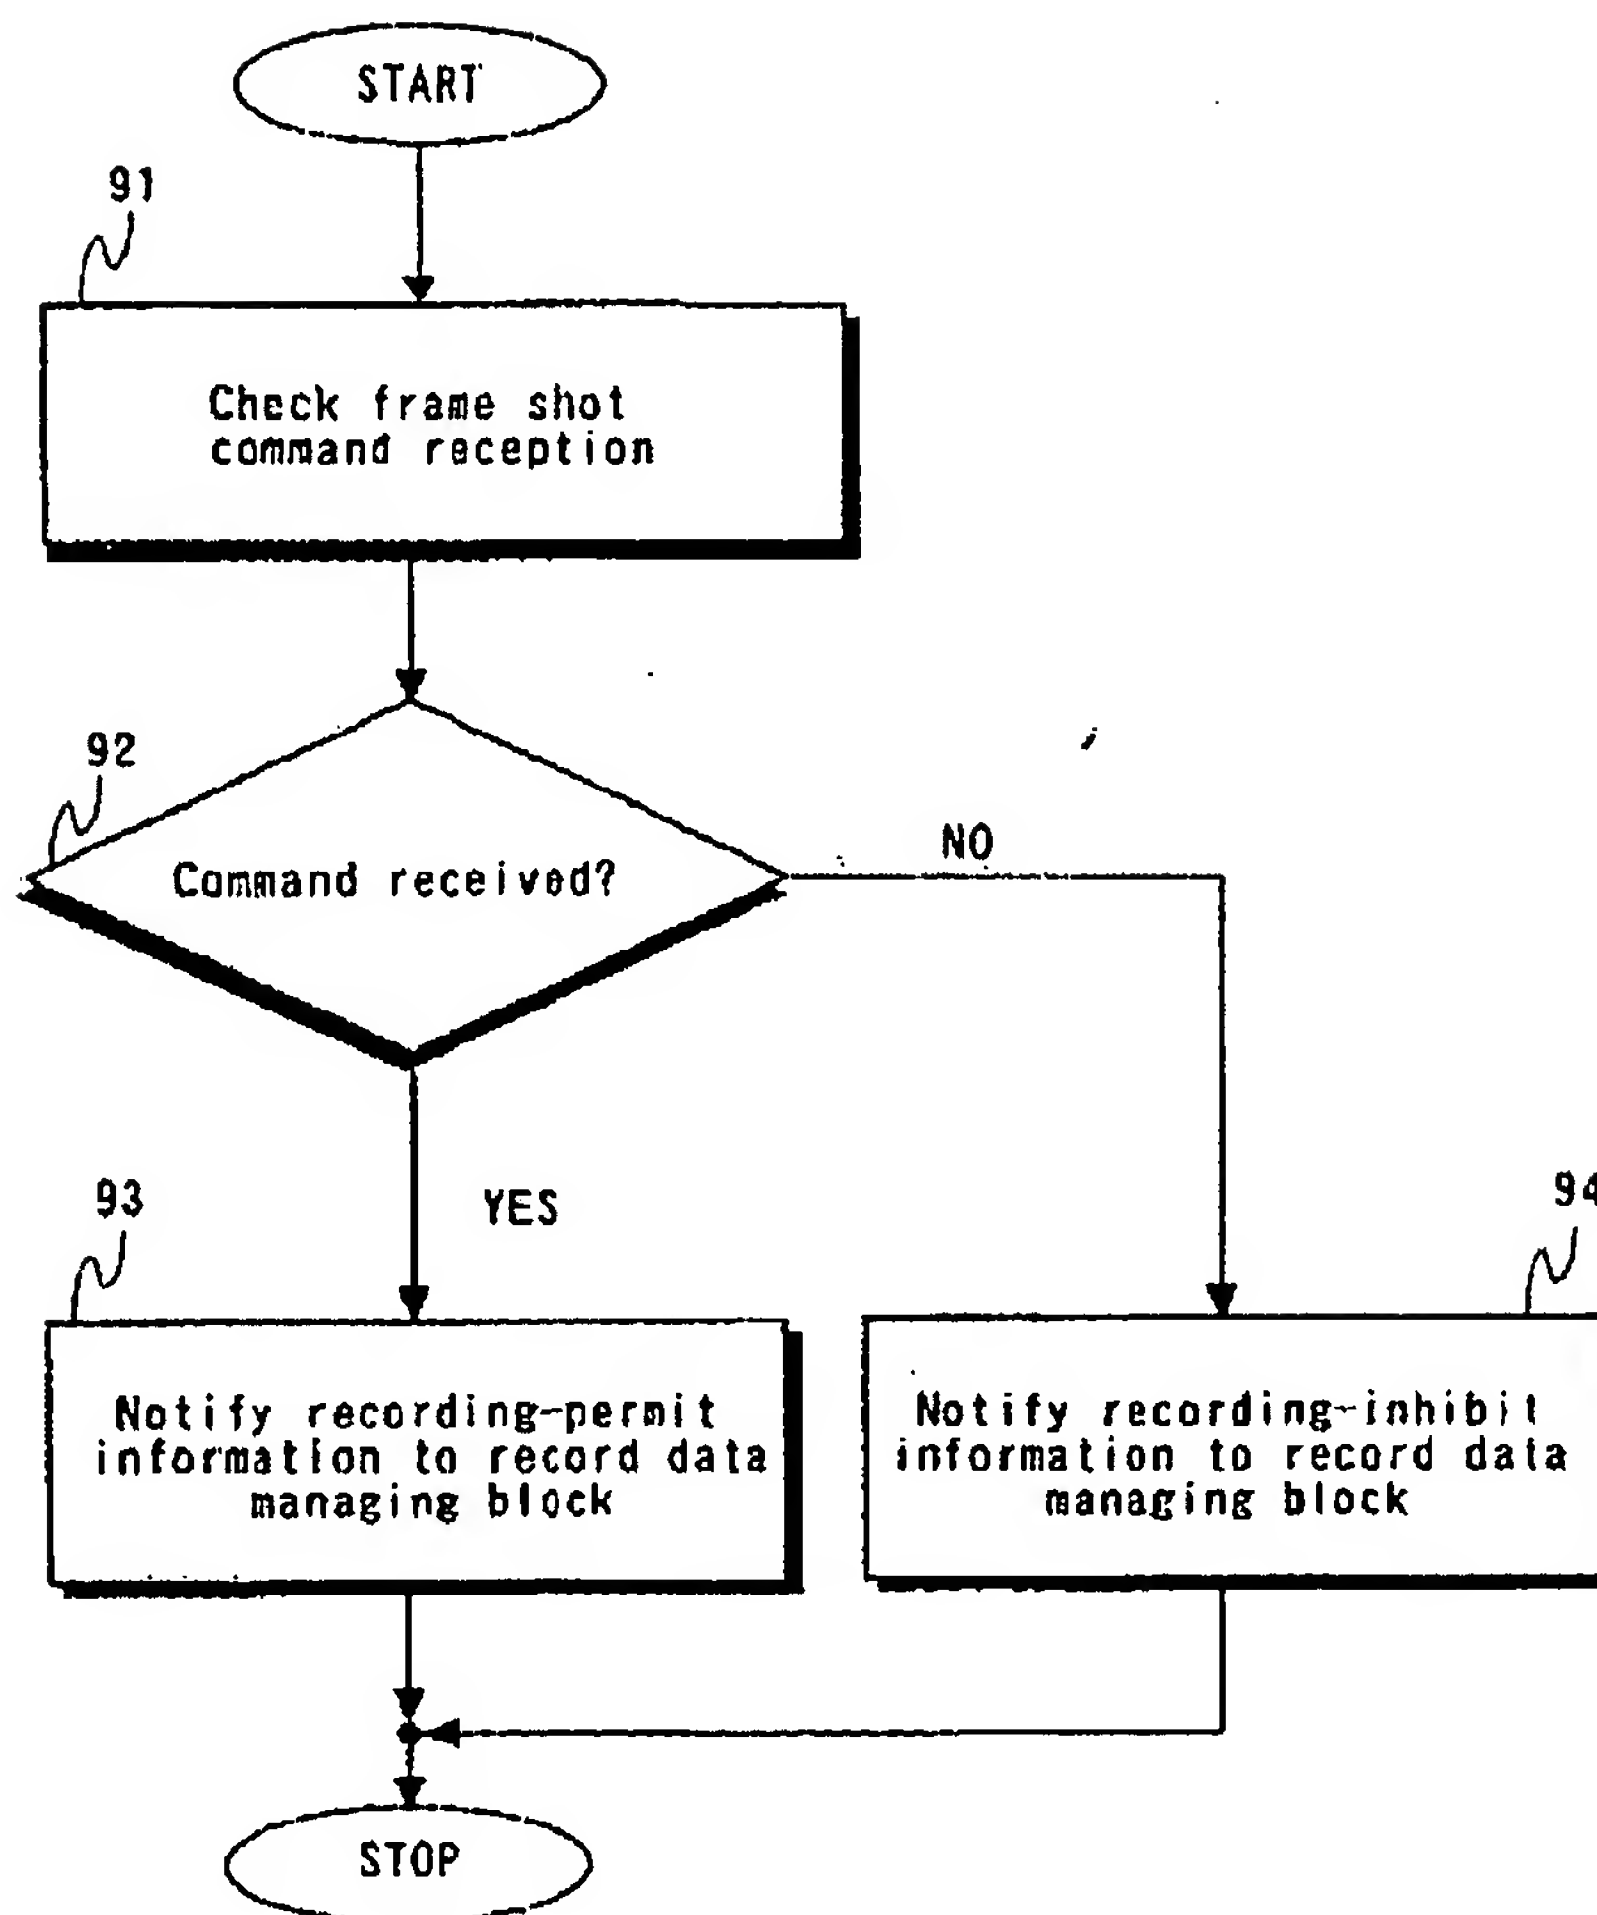 START
91
Check frame shot
command reception
92
Command received?
NO
YES
93
94
Notify recording-permit
information to record data
managing block
Notify recording-inhibit
information to record data
managing block
STOP